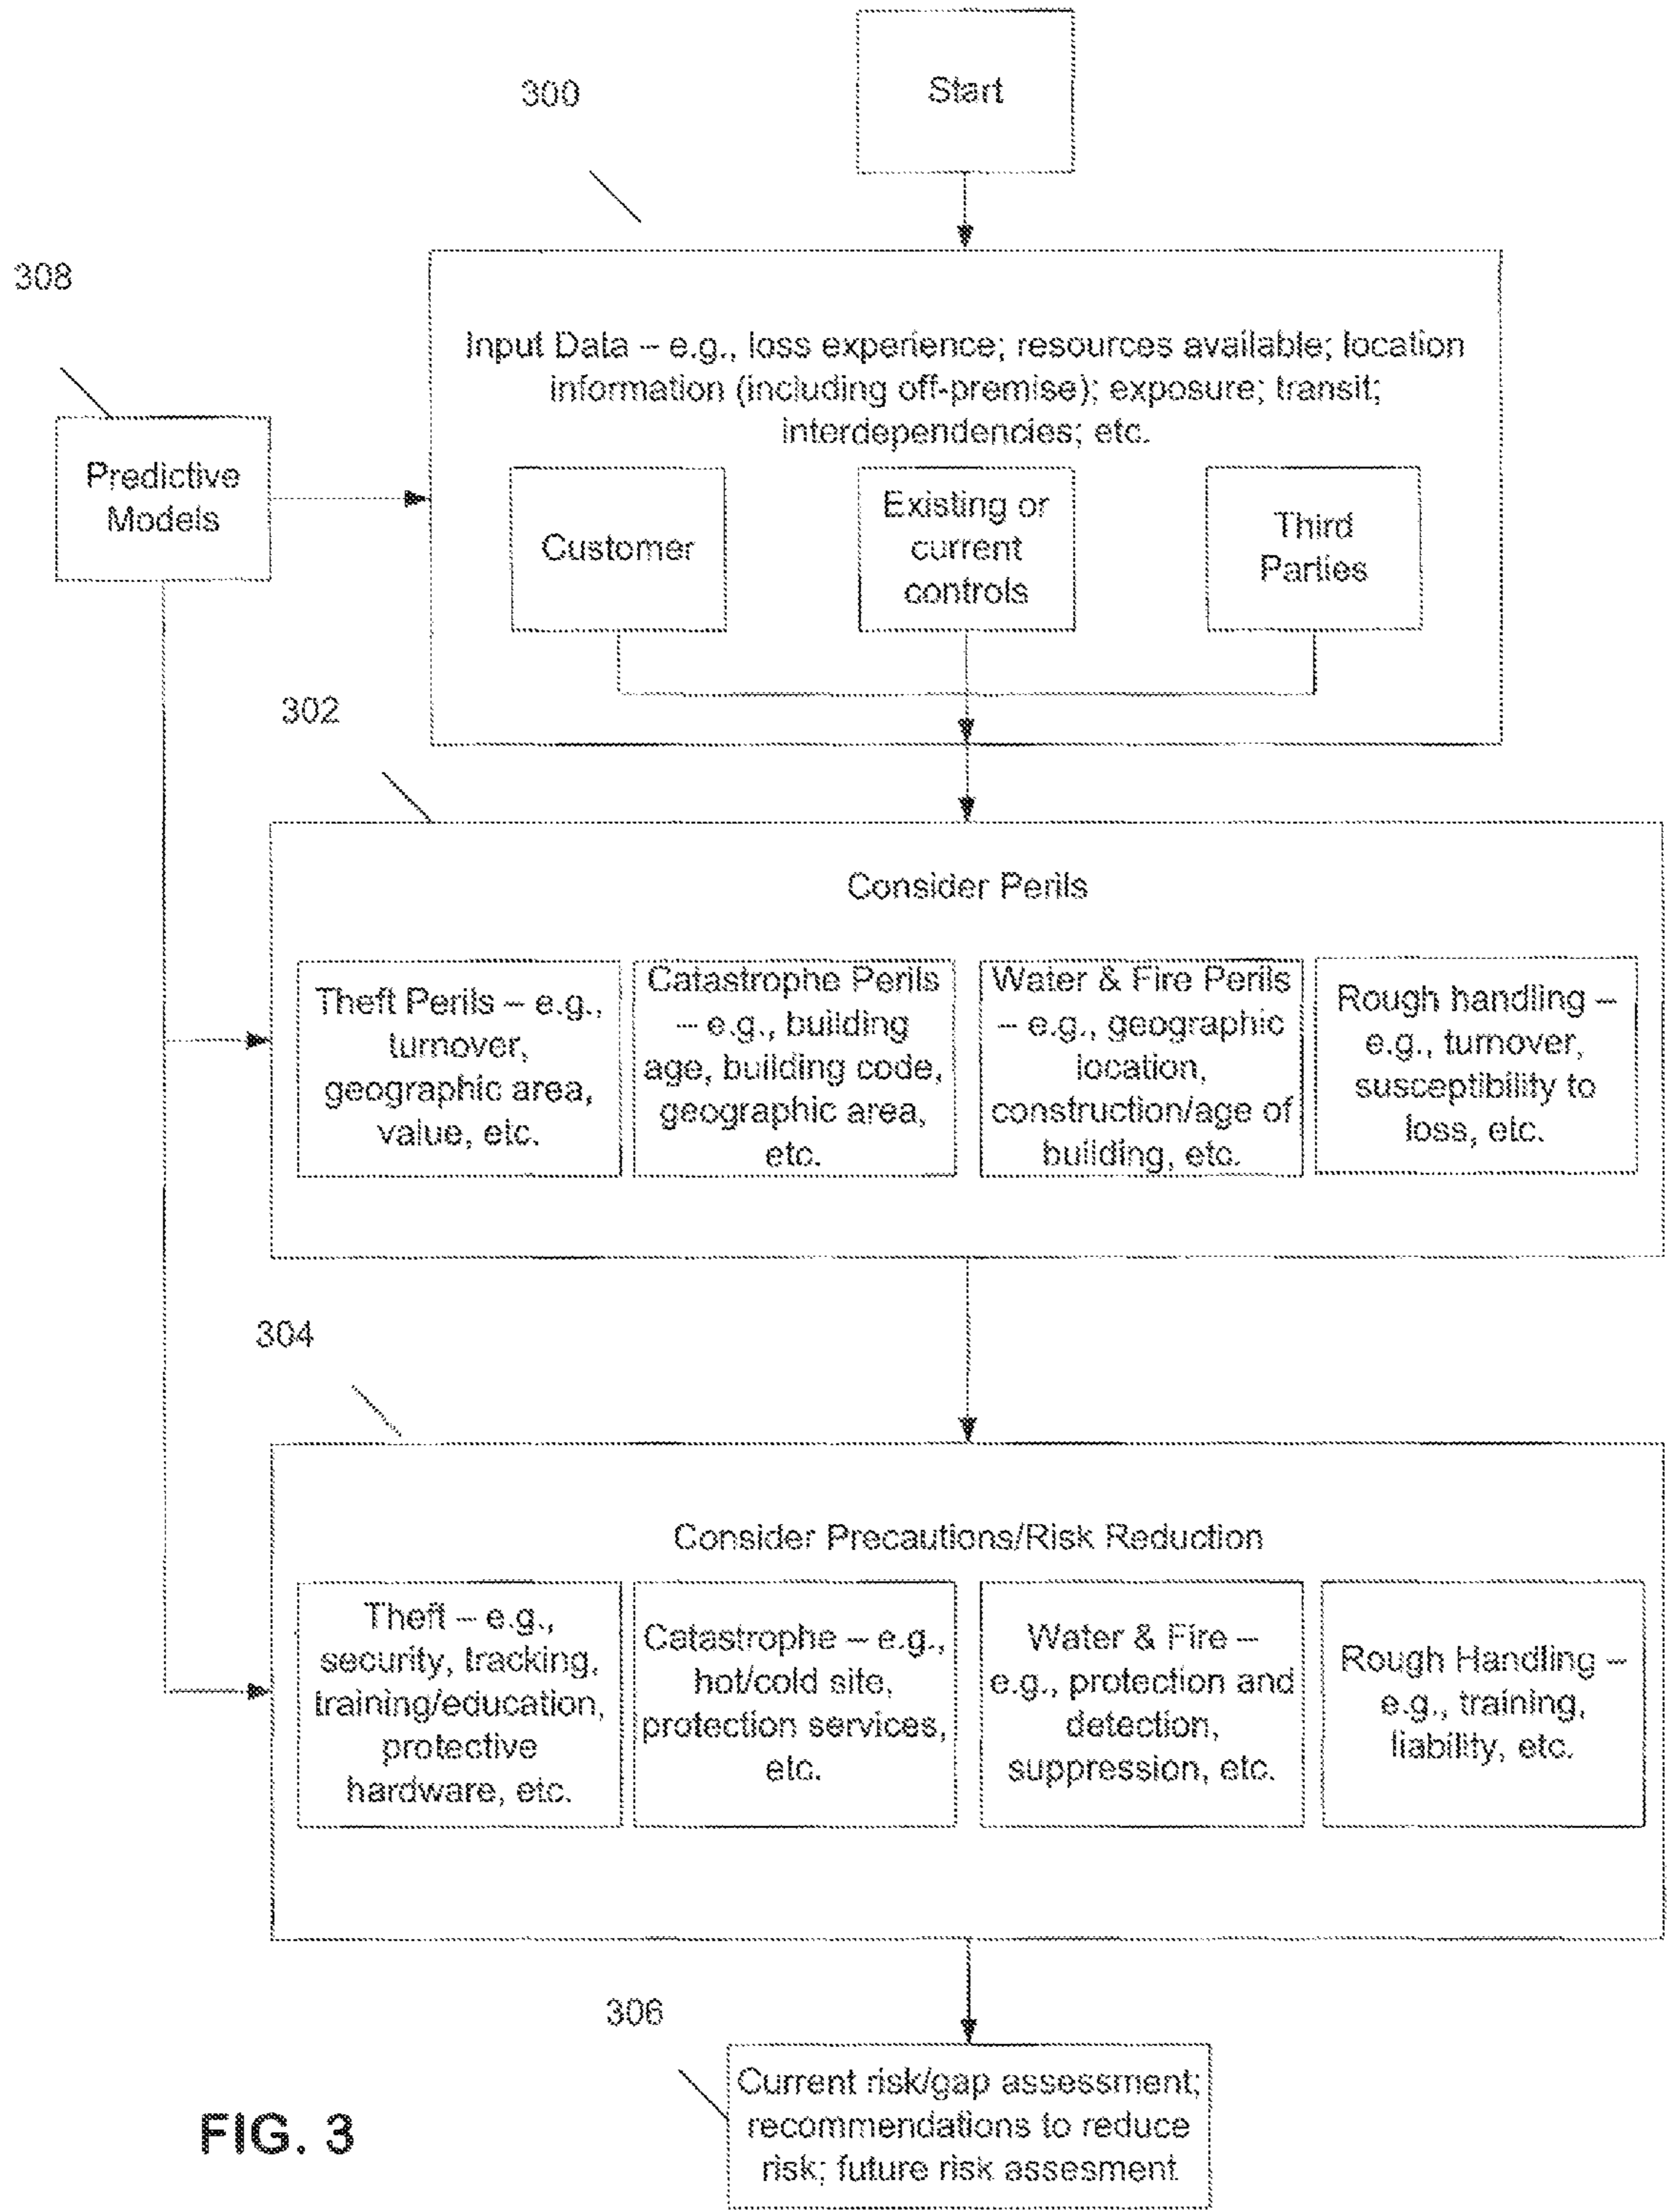 300
Start
308
Input Data – e.g., loss experience; resources available; location
information (including off-premise); exposure; transit;
interdependencies; etc.
Predictive
Models
Customer
Existing or
current
controls
Third
Parties
302
Consider Perils
Theft Perils – e.g.,
turnover,
geographic area,
value, etc.
Catastrophe Perils
– e.g., building
age, building code,
geographic area,
etc.
Water & Fire Perils
– e.g., geographic
location,
construction/age of
building, etc.
Rough handling –
e.g., turnover,
susceptibility to
loss, etc.
304
Consider Precautions/Risk Reduction
Theft – e.g.,
security, tracking,
training/education,
protective
hardware, etc.
Catastrophe – e.g.,
hot/cold site,
protection services,
etc.
Water & Fire –
e.g., protection and
detection,
suppression, etc.
Rough Handling –
e.g., training,
liability, etc.
306
Current risk/gap assessment;
recommendations to reduce
risk; future risk assesment
FIG. 3